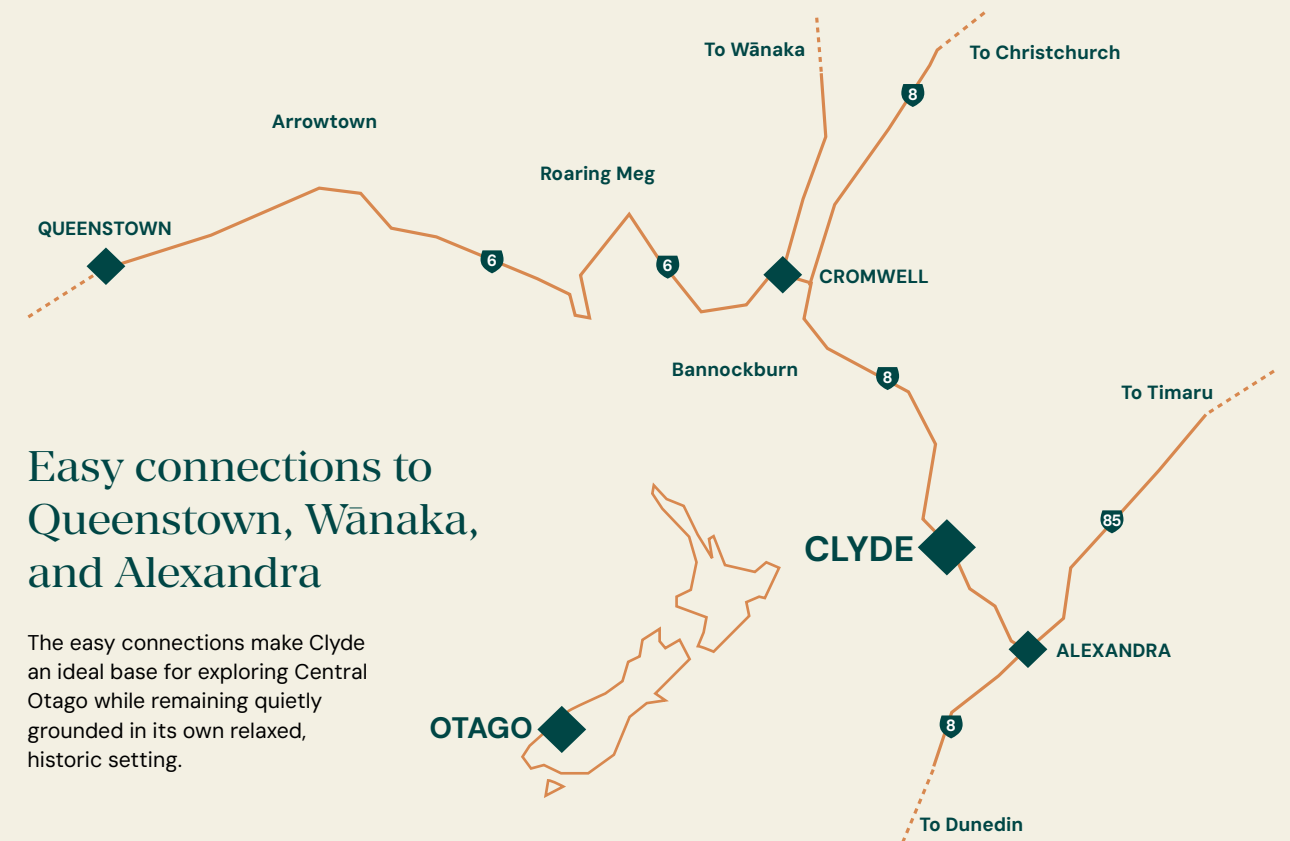 To Wānaka
To Christchurch
8
Arrowtown
Roaring Meg
QUEENSTOWN
6
6
CROMWELL
Bannockburn
8
To Timaru
Easy connections to
Queenstown, Wānaka,
and Alexandra
85
CLYDE
The easy connections make Clyde
an ideal base for exploring Central
Otago while remaining quietly
grounded in its own relaxed,
historic setting.
ALEXANDRA
OTAGO
8
To Dunedin